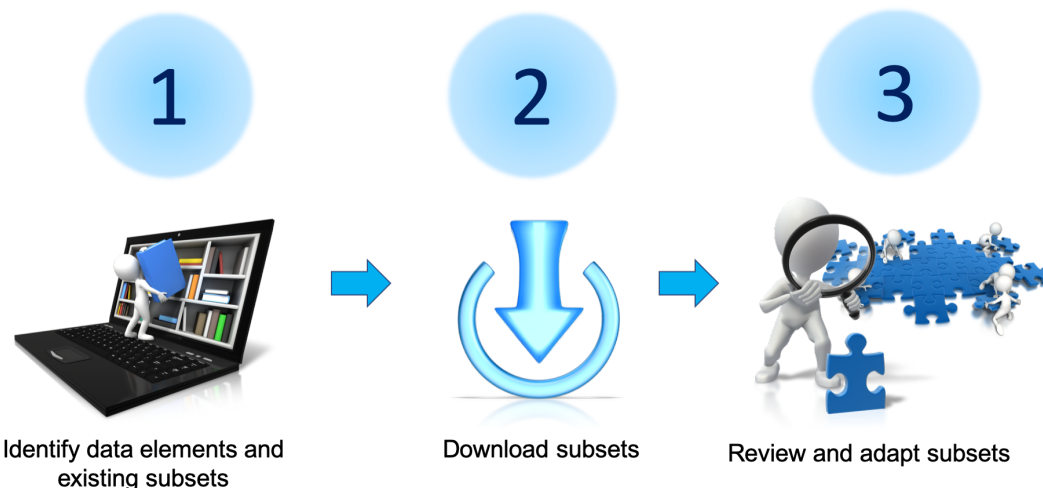 1
2
3
Identify data elements and
existing subsets
Download subsets
Review and adapt subsets